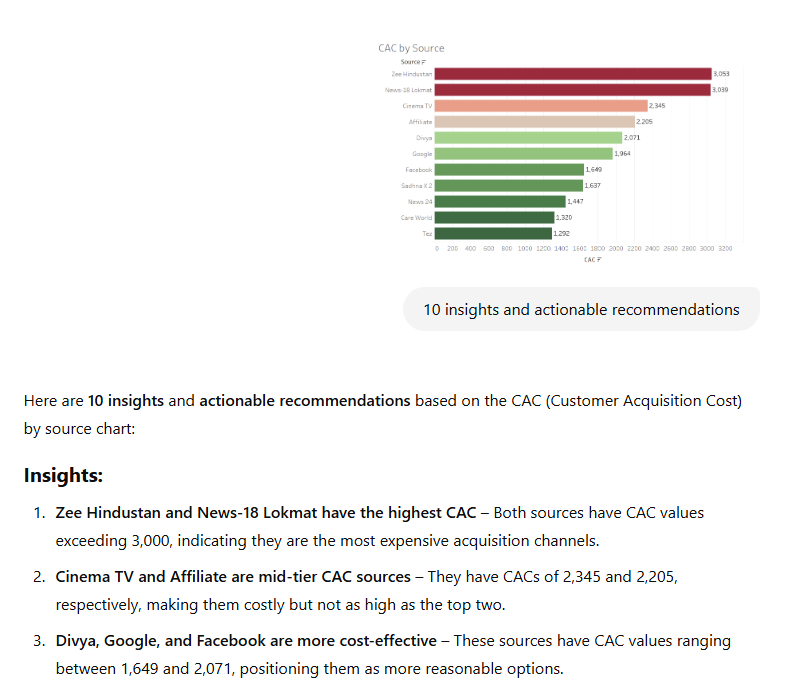 CAC by Source
Source
Zee Hindustan 3,053
News-18 Lokmat 3,039
Cinema TV 2,345
Affiliate 2,205
Divya 2,071
Google 1,964
Facebook 1,649
Sadhna X 2 1,637
News 24 1,447
Care World 1,320
Tez 1,292
0 200 400 600 800 1000 1200 1400 1600 1800 2000 2200 2400 2600 2800 3000 3200
CAC
10 insights and actionable recommendations
Here are 10 insights and actionable recommendations based on the CAC (Customer Acquisition Cost)
by source chart:
Insights:
1. Zee Hindustan and News-18 Lokmat have the highest CAC – Both sources have CAC values
exceeding 3,000, indicating they are the most expensive acquisition channels.
2. Cinema TV and Affiliate are mid-tier CAC sources – They have CACs of 2,345 and 2,205,
respectively, making them costly but not as high as the top two.
3. Divya, Google, and Facebook are more cost-effective – These sources have CAC values ranging
between 1,649 and 2,071, positioning them as more reasonable options.